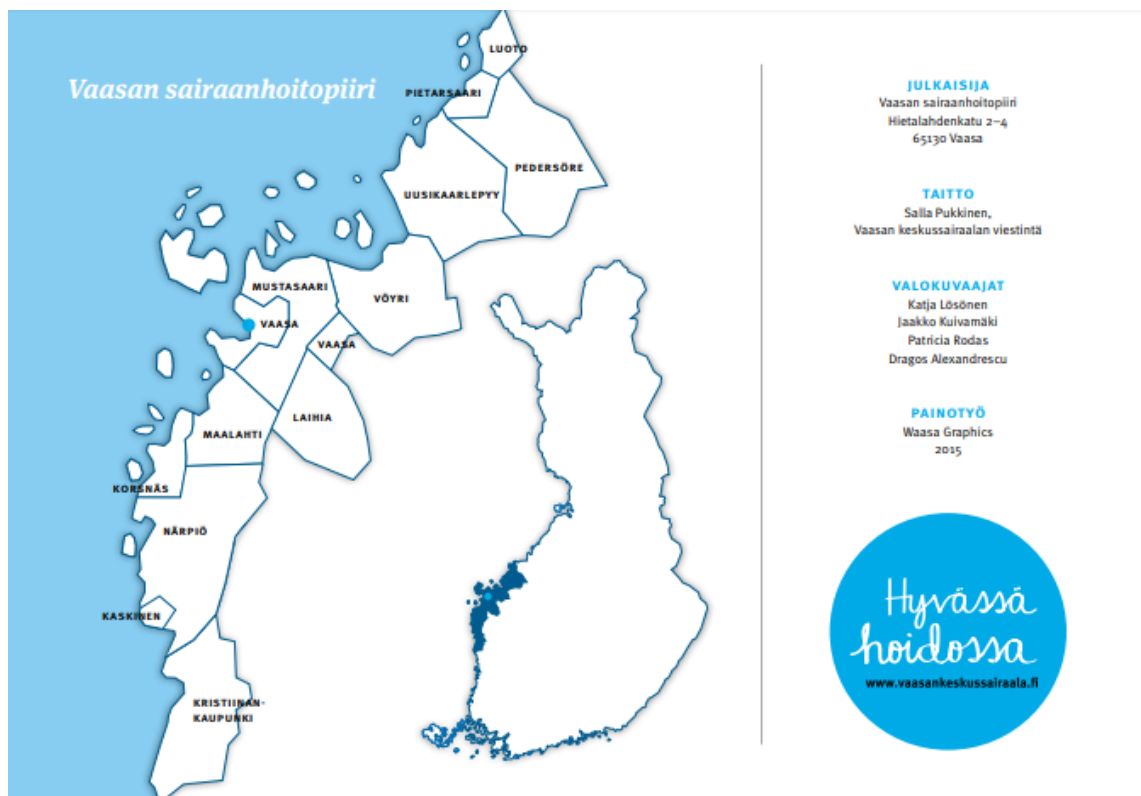 Vaasan sairaanhoitopiiri
LUOTO
PIETARSAARI
PEDERSÖRE
UUSIKAARLEPYY
MUSTASAARI
VÖYRI
VAASA
VAASA
LAIHIA
MAALAHTI
KORSNÄS
NÄRPIÖ
KASKINEN
KRISTIINAN-
KAUPUNKI
JULKAISIJA
Vaasan sairaanhoitopiiri
Hietalahdenkatu 2–4
65130 Vaasa
TAITTO
Salla Pukkinen,
Vaasan keskussairaalan viestintä
VALOKUVAAJAT
Katja Lösönen
Jaakko Kuivamäki
Patricia Rodas
Dragos Alexandrescu
PAINOTYÖ
Waasa Graphics
2015
Hyvässä
hoidossa
www.vaasankeskussairaala.fi